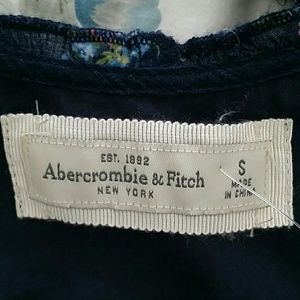 EST. 1892
Abercrombie & Fitch
NEW YORK
S
MADE
IN CHINA